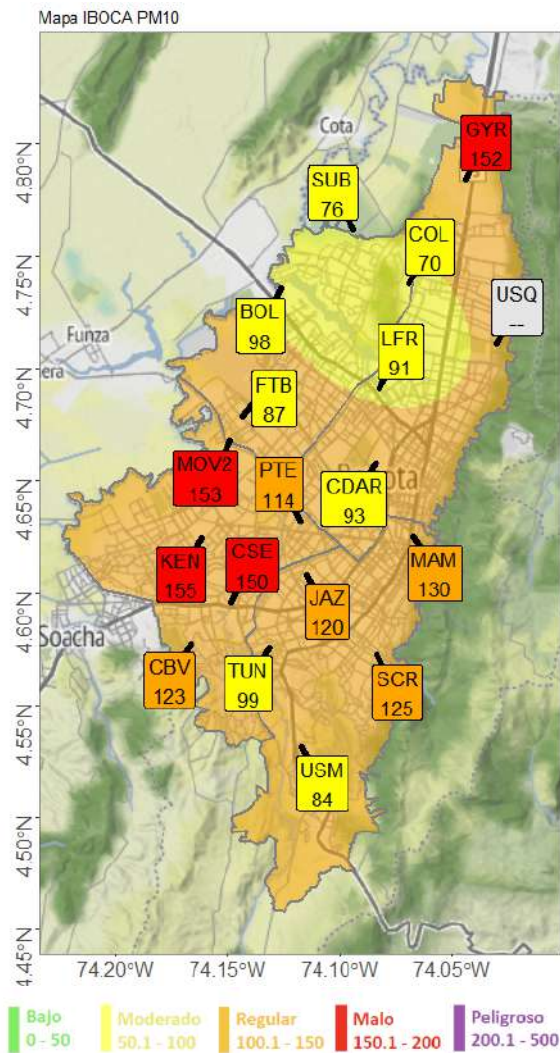 Mapa IBOCA PM10
4.80°N
4.75°N
4.70°N
4.65°N
4.60°N
4.55°N
4.50°N
4.45°N
Cota
GYR
152
SUB
76
COL
70
USQ
--
BOL
98
LFR
91
Funza
era
FTB
87
MOV2
153
PTE
114
CDAR
93
KEN
155
CSE
150
JAZ
120
MAM
130
Soacha
CBV
123
TUN
99
SCR
125
USM
84
74.20°W
74.15°W
74.10°W
74.05°W
Bajo
0 - 50
Moderado
50.1 - 100
Regular
100.1 - 150
Malo
150.1 - 200
Peligroso
200.1 - 500